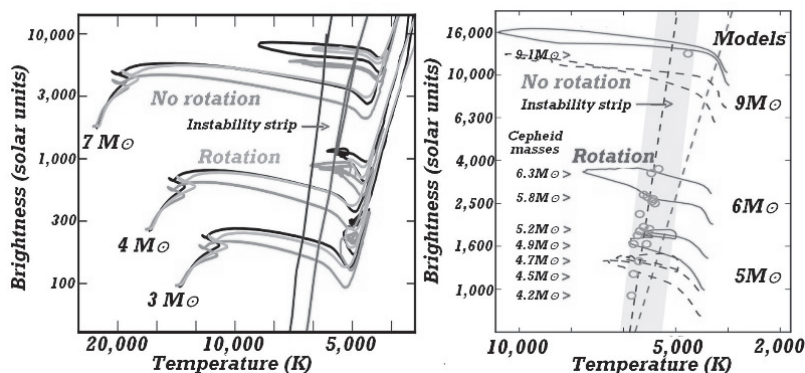 10,000
3,000
1,000
300
100
Brightness (solar units)
No rotation
7 M⊙
Instability strip
Rotation
4 M⊙
3 M⊙
20,000 10,000 5,000
Temperature (K)
16,000
10,000
6,300
4,000
2,500
1,600
1,000
Brightness (solar units)
Models
9.1M⊙ >
No rotation
Instability strip
9M⊙
Cepheid
masses
Rotation
6.3M⊙ >
5.8M⊙ >
6M⊙
5.2M⊙ >
4.9M⊙ >
4.7M⊙ >
4.5M⊙ >
5M⊙
4.2M⊙ >
10,000 5,000 2,000
Temperature (K)